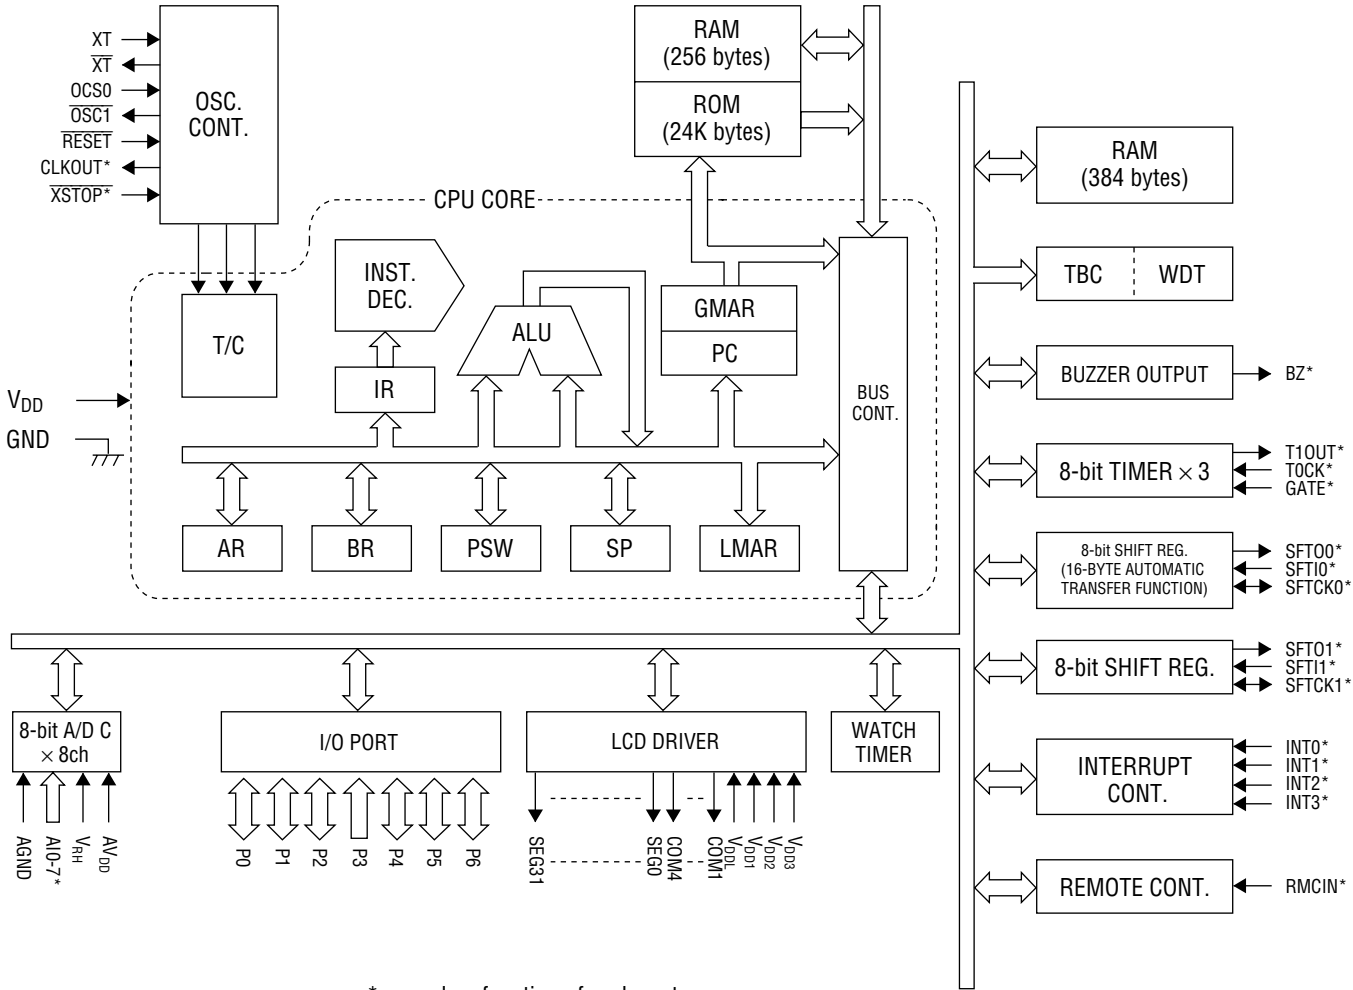 XT
XT
OCS0
OSC1
RESET
CLKOUT*
XSTOP*
OSC.
CONT.
RAM
(256 bytes)
ROM
(24K bytes)
CPU CORE
T/C
INST.
DEC.
IR
ALU
GMAR
PC
BUS
CONT.
VDD
GND
AR
BR
PSW
SP
LMAR
RAM
(384 bytes)
TBC
WDT
BUZZER OUTPUT
BZ*
8-bit TIMER × 3
T1OUT*
T0CK*
GATE*
8-bit SHIFT REG.
(16-BYTE AUTOMATIC
TRANSFER FUNCTION)
SFTO0*
SFTI0*
SFTCK0*
8-bit SHIFT REG.
SFTO1*
SFTI1*
SFTCK1*
INTERRUPT
CONT.
INT0*
INT1*
INT2*
INT3*
REMOTE CONT.
RMCIN*
8-bit A/D C
× 8ch
AGND
AI0-7*
VRH
AVDD
I/O PORT
P0
P1
P2
P3
P4
P5
P6
LCD DRIVER
SEG31
SEG0
COM4
COM1
VDDL
VDD1
VDD2
VDD3
WATCH
TIMER